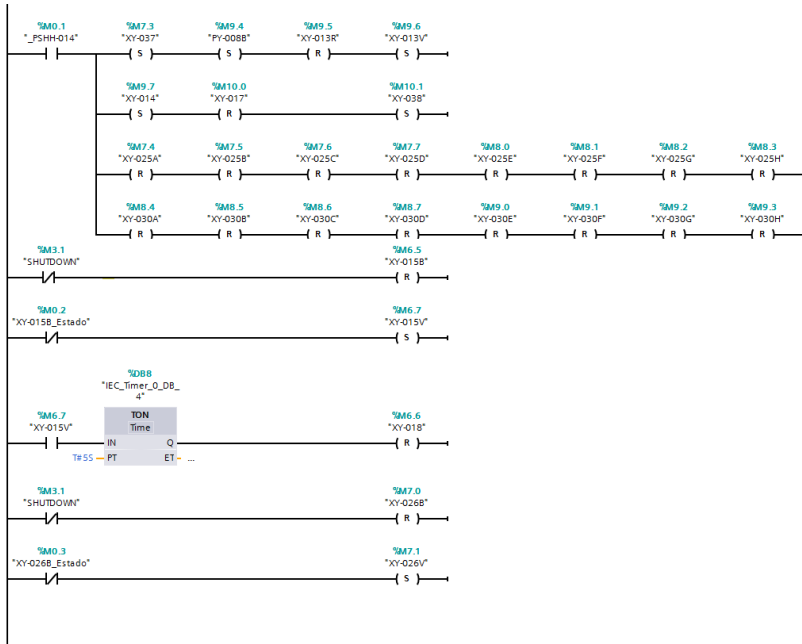 %M0.1 %M7.3 %M9.4 %M9.5 %M9.6
"_PSHH-014" "XY-037" "PY-008B" "XY-013R" "XY-013V"
S S R S
%M9.7 %M10.0 %M10.1
"XY-014" "XY-017" "XY-038"
S R S
%M7.4 %M7.5 %M7.6 %M7.7 %M8.0 %M8.1 %M8.2 %M8.3
"XY-025A" "XY-025B" "XY-025C" "XY-025D" "XY-025E" "XY-025F" "XY-025G" "XY-025H"
R R R R R R R R
%M8.4 %M8.5 %M8.6 %M8.7 %M9.0 %M9.1 %M9.2 %M9.3
"XY-030A" "XY-030B" "XY-030C" "XY-030D" "XY-030E" "XY-030F" "XY-030G" "XY-030H"
R R R R R R R R
%M3.1 %M6.5
"SHUTDOWN" "XY-015B"
R
%M0.2 %M6.7
"XY-015B_Estado" "XY-015V"
S
%DB8
"IEC_Timer_0_DB_
4"
TON
Time
%M6.7 %M6.6
"XY-015V" "XY-018"
IN Q R
T#5S PT ET ...
%M3.1 %M7.0
"SHUTDOWN" "XY-026B"
R
%M0.3 %M7.1
"XY-026B_Estado" "XY-026V"
S